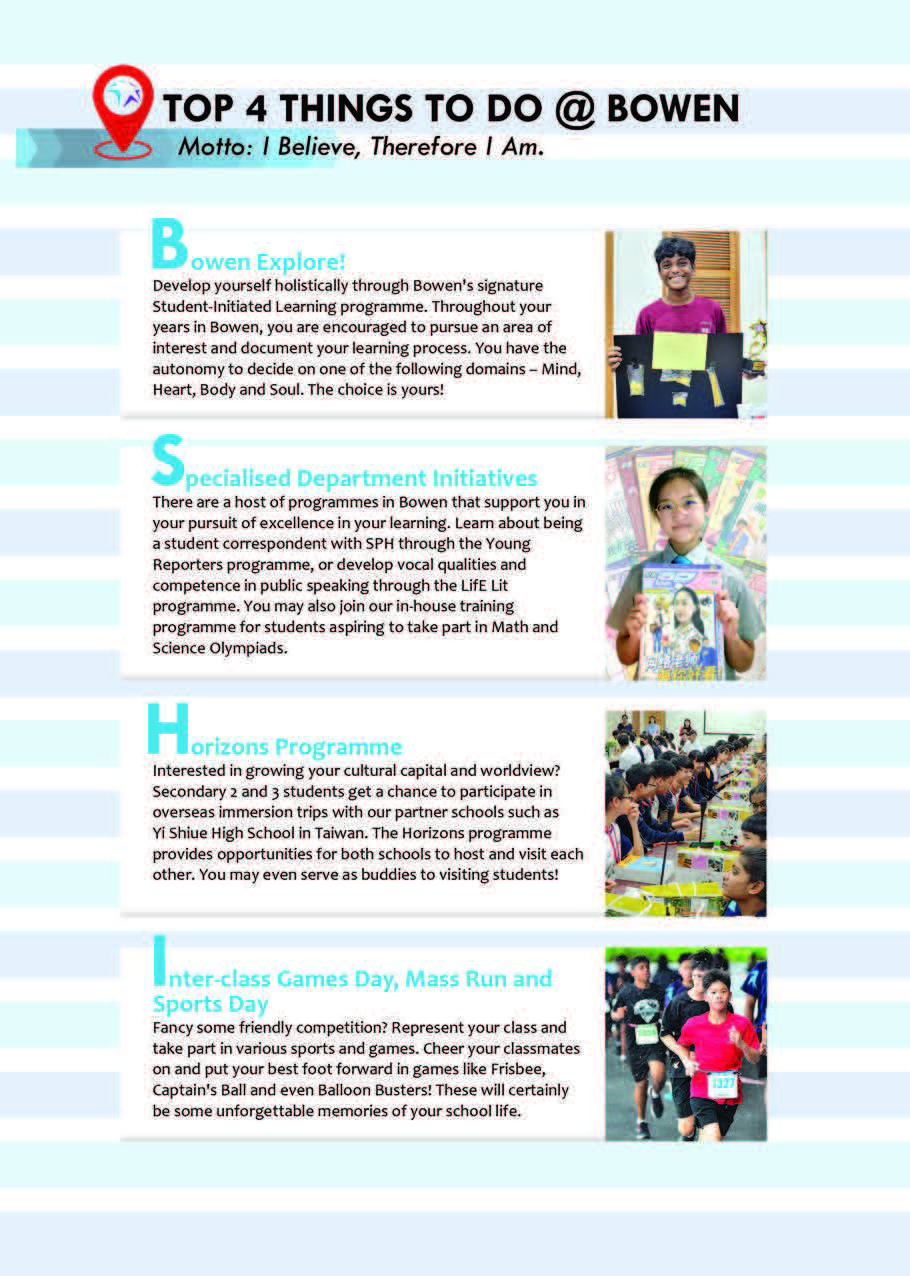 TOP 4 THINGS TO DO @ BOWEN
Motto: I Believe, Therefore I Am.
Bowen Explore!
Develop yourself holistically through Bowen's signature
Student-Initiated Learning programme. Throughout your
years in Bowen, you are encouraged to pursue an area of
interest and document your learning process. You have the
autonomy to decide on one of the following domains – Mind,
Heart, Body and Soul. The choice is yours!
Specialised Department Initiatives
There are a host of programmes in Bowen that support you in
your pursuit of excellence in your learning. Learn about being
a student correspondent with SPH through the Young
Reporters programme, or develop vocal qualities and
competence in public speaking through the LifE Lit
programme. You may also join our in-house training
programme for students aspiring to take part in Math and
Science Olympiads.
Horizons Programme
Interested in growing your cultural capital and worldview?
Secondary 2 and 3 students get a chance to participate in
overseas immersion trips with our partner schools such as
Yi Shiue High School in Taiwan. The Horizons programme
provides opportunities for both schools to host and visit each
other. You may even serve as buddies to visiting students!
Inter-class Games Day, Mass Run and
Sports Day
Fancy some friendly competition? Represent your class and
take part in various sports and games. Cheer your classmates
on and put your best foot forward in games like Frisbee,
Captain's Ball and even Balloon Busters! These will certainly
be some unforgettable memories of your school life.
1327